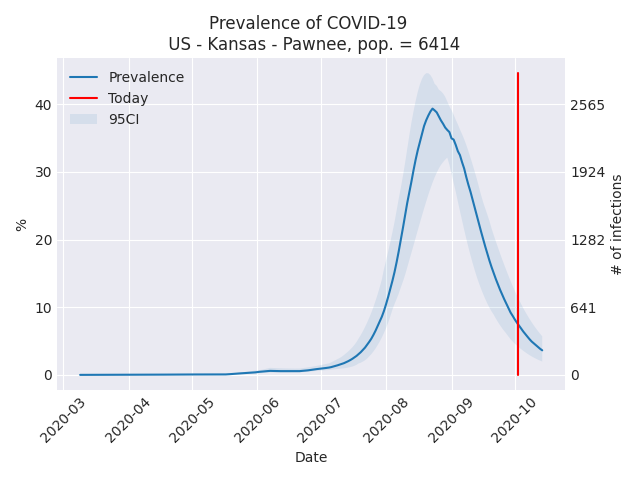 Prevalence of COVID-19
US - Kansas - Pawnee, pop. = 6414
Prevalence
Today
95CI
%
40
30
20
10
0
2565
1924
1282
641
0
# of infections
2020-03
2020-04
2020-05
2020-06
2020-07
2020-08
2020-09
2020-10
Date